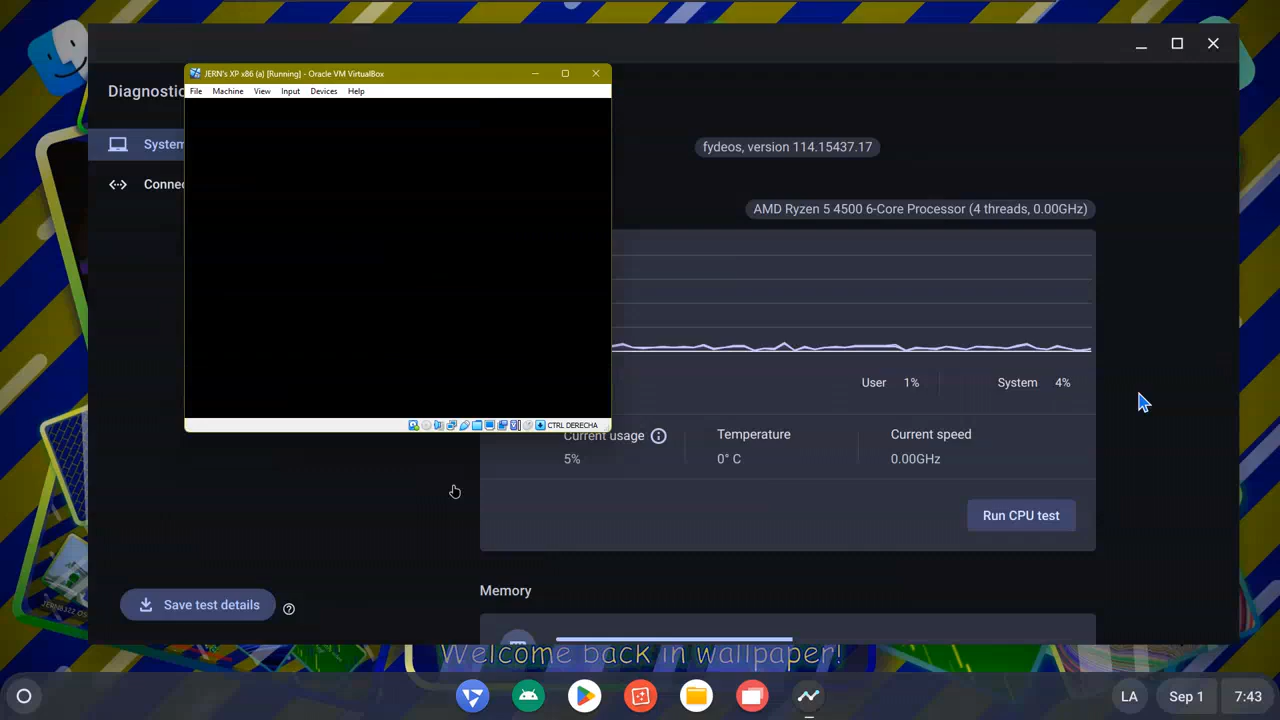 Diagnostic
JERN's XP x86 (a) [Running] - Oracle VM VirtualBox
File Machine View Input Devices Help
System
Connec
fydeos, version 114.15437.17
AMD Ryzen 5 4500 6-Core Processor (4 threads, 0.00GHz)
User 1% System 4%
CTRL DERECHA
Current usage Temperature Current speed
5% 0° C 0.00GHz
Run CPU test
Memory
Save test details
Welcome back in wallpaper!
LA Sep 1 7:43